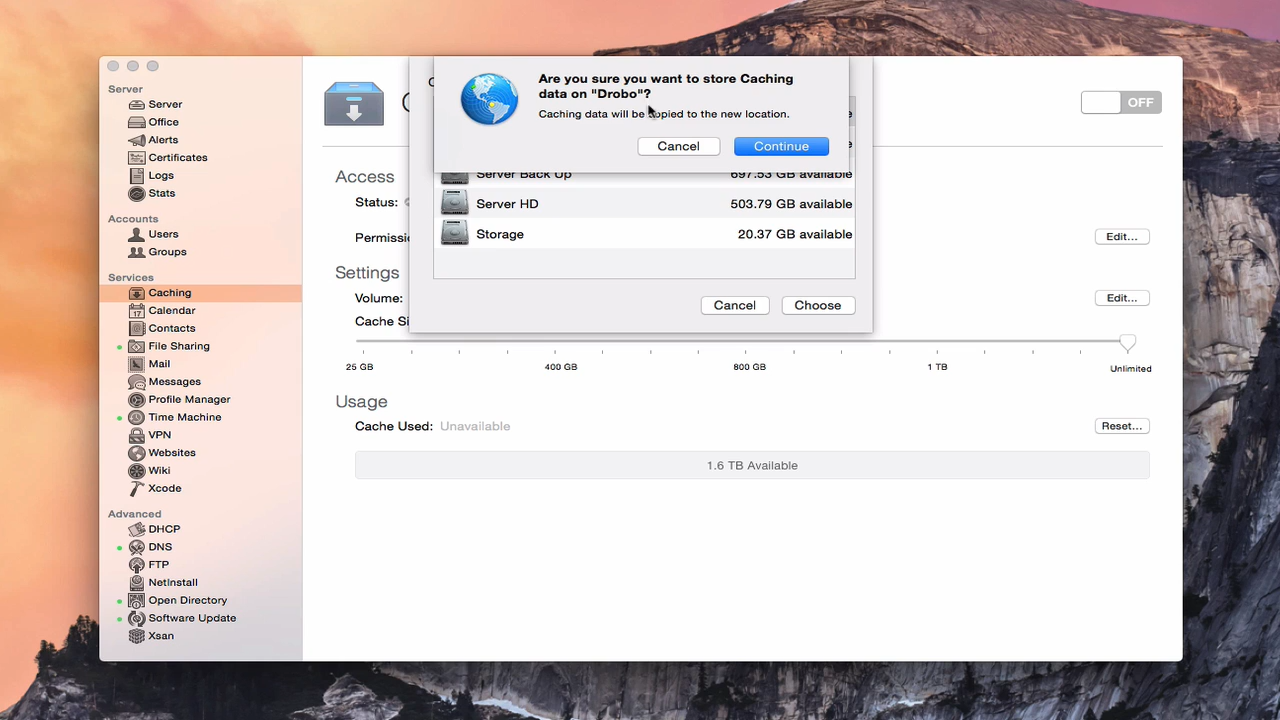 Server
Server
Office
Alerts
Certificates
Logs
Stats
Accounts
Users
Groups
Services
Caching
Calendar
Contacts
File Sharing
Mail
Messages
Profile Manager
Time Machine
VPN
Websites
Wiki
Xcode
Advanced
DHCP
DNS
FTP
NetInstall
Open Directory
Software Update
Xsan
Are you sure you want to store Caching
data on "Drobo"?
Caching data will be copied to the new location.
Cancel Continue
OFF
Server Back Up 697.53 GB available
Server HD 503.79 GB available
Storage 20.37 GB available
Cancel Choose
Access
Status:
Edit...
Settings
Volume: Edit...
25 GB 400 GB 800 GB 1 TB Unlimited
Usage
Cache Used: Unavailable Reset...
1.6 TB Available